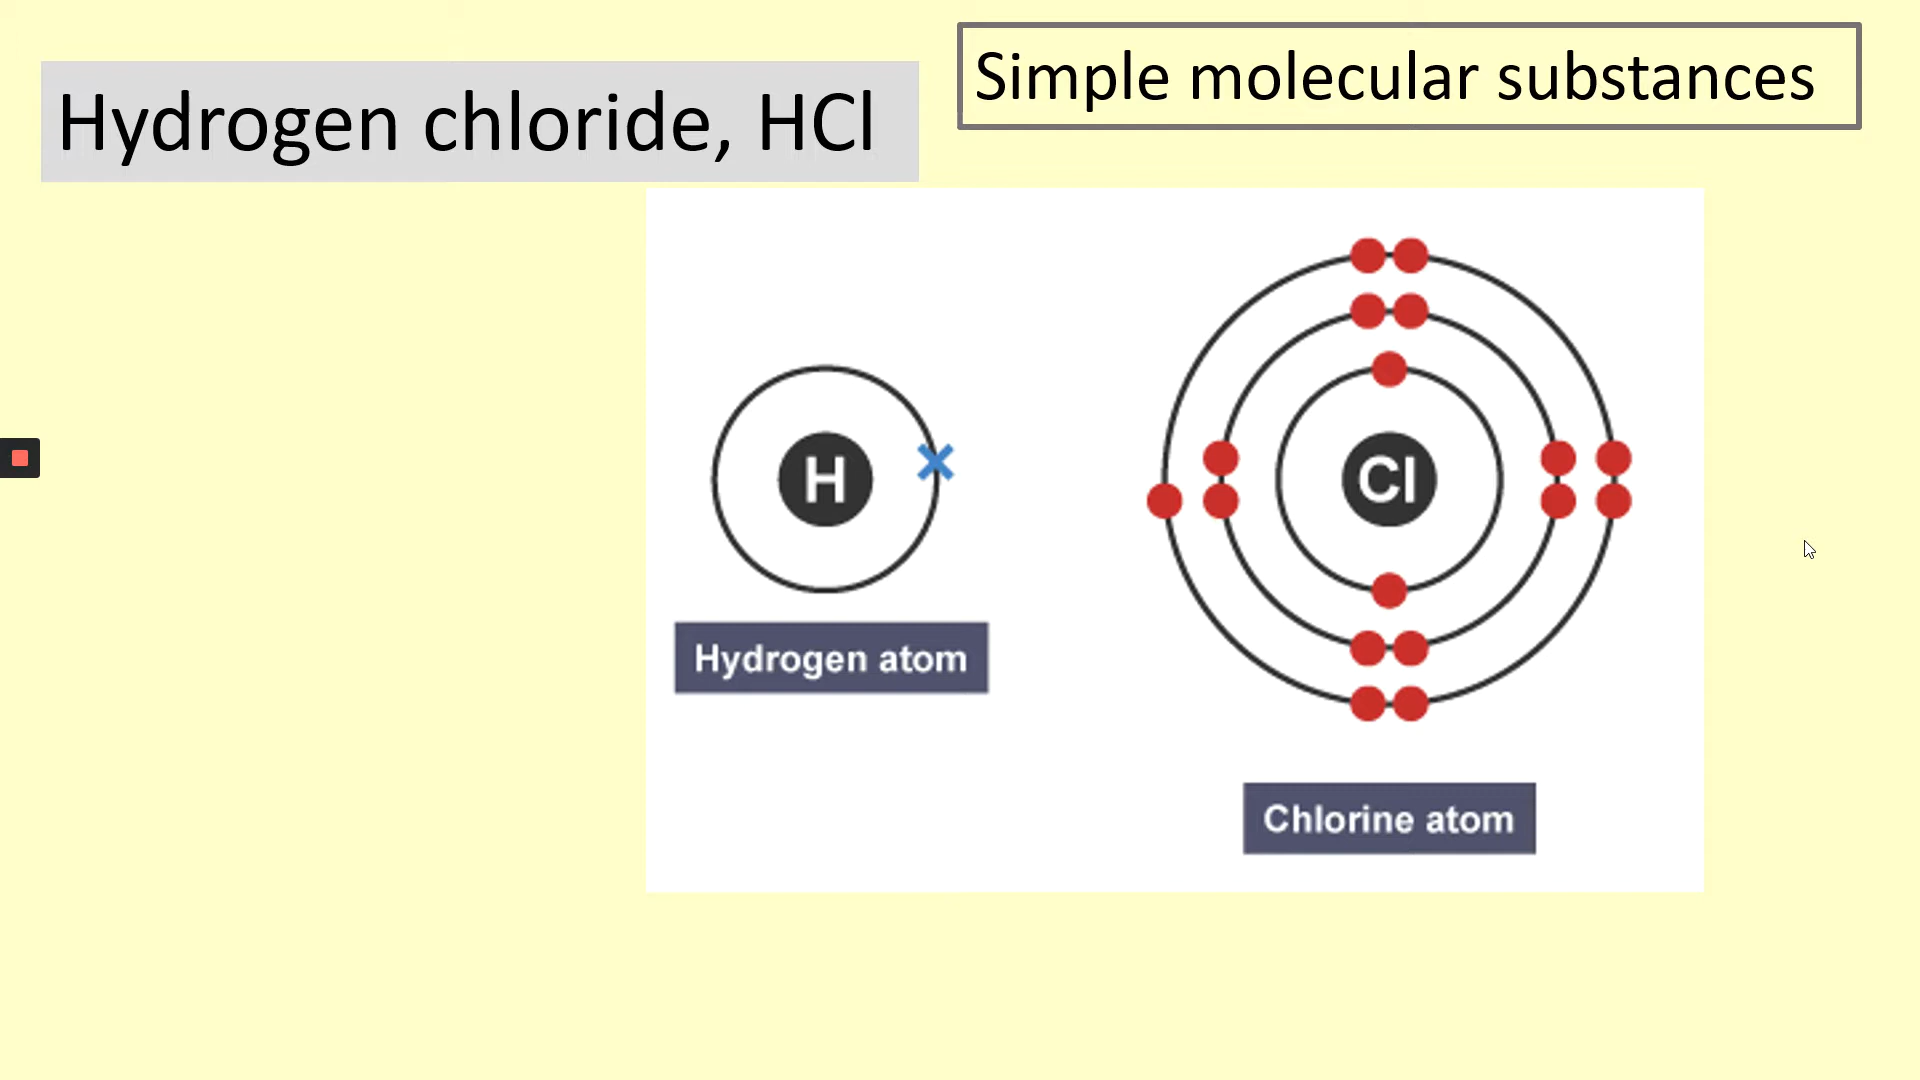 Simple molecular substances
Hydrogen chloride, HCl
H
Cl
Hydrogen atom
Chlorine atom